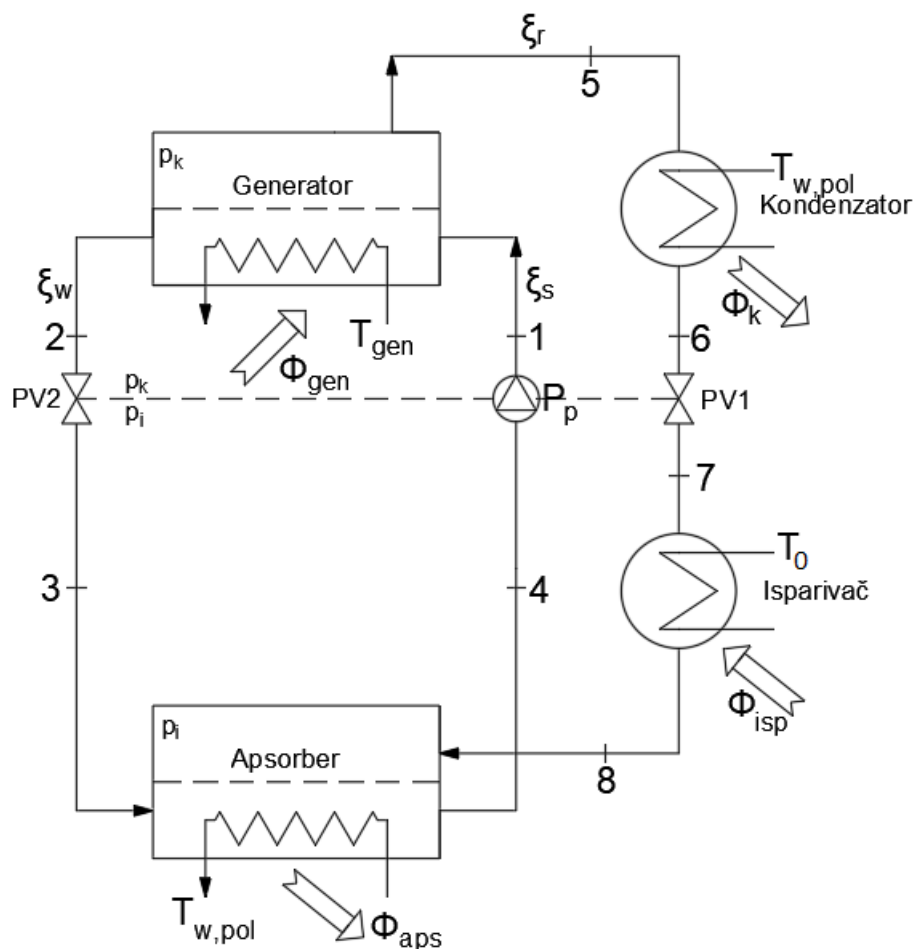 ξr
5
pk
Generator
Tw,pol
Kondenzator
ξw
ξs
Φk
2
Tgen
1
6
Φgen
PV2
pk
pi
Pp
PV1
7
T0
3
4
Isparivač
pi
Φisp
Apsorber
8
Tw,pol
Φaps